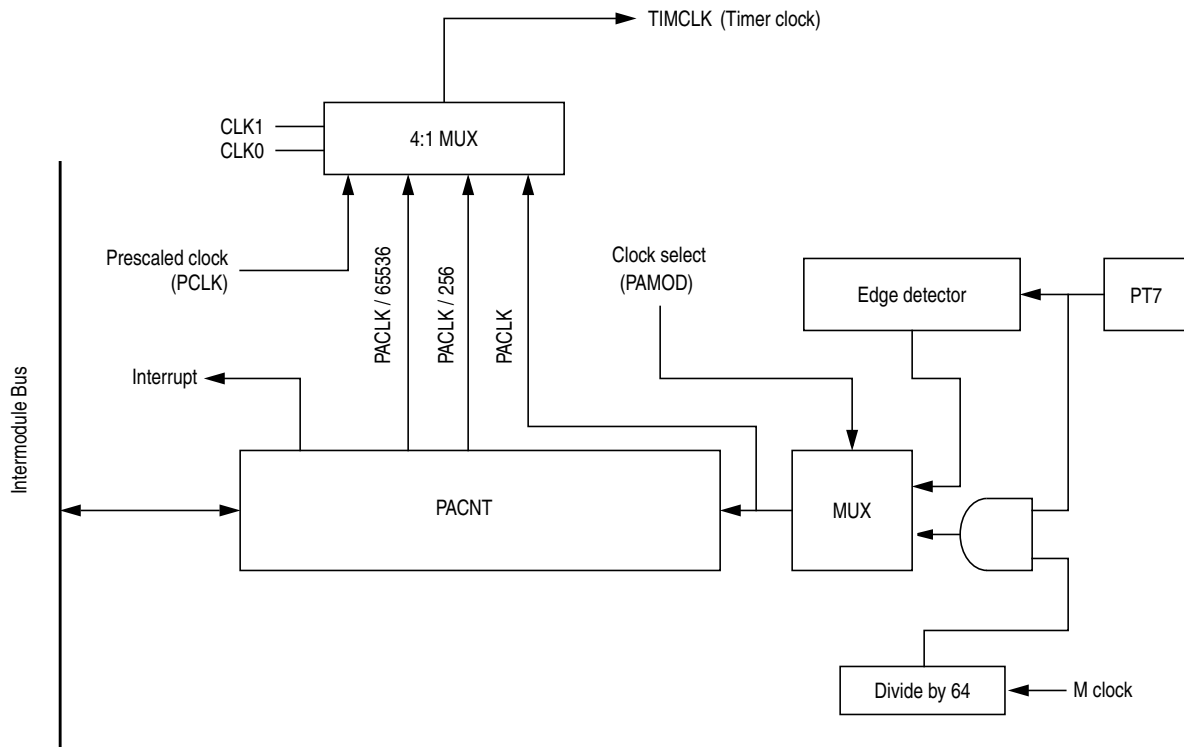 TIMCLK (Timer clock)
CLK1
CLK0
4:1 MUX
Prescaled clock
(PCLK)
PACLK / 65536
PACLK / 256
PACLK
Clock select
(PAMOD)
Edge detector
PT7
Interrupt
Intermodule Bus
PACNT
MUX
Divide by 64
M clock